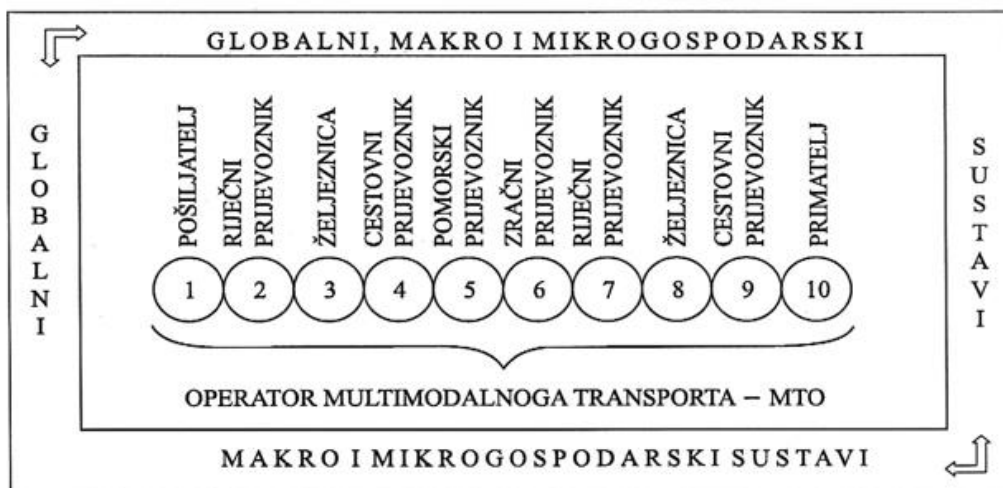 GLOBALNI, MAKRO I MIKROGOSPODARSKI
GLOBALNI
SUSTAVI
POŠILJATELJ
RIJEČNI
PRIJEVOZNIK
ŽELJEZNICA
CESTOVNI
PRIJEVOZNIK
POMORSKI
PRIJEVOZNIK
ZRAČNI
PRIJEVOZNIK
RIJEČNI
PRIJEVOZNIK
ŽELJEZNICA
CESTOVNI
PRIJEVOZNIK
PRIMATELJ
1 2 3 4 5 6 7 8 9 10
OPERATOR MULTIMODALNOGA TRANSPORTA – MTO
MAKRO I MIKROGOSPODARSKI SUSTAVI